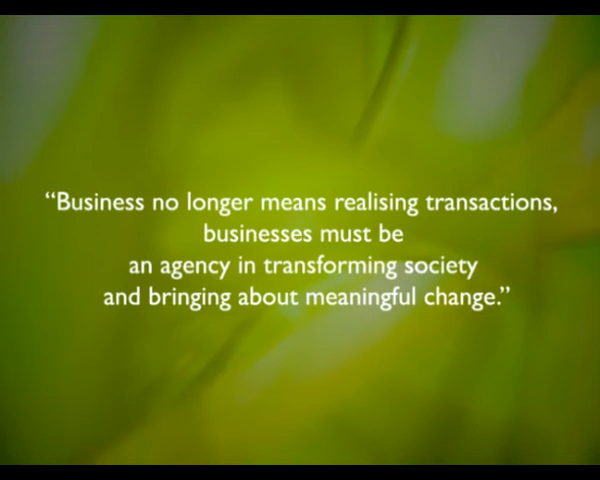 “Business no longer means realising transactions,
businesses must be
an agency in transforming society
and bringing about meaningful change.”